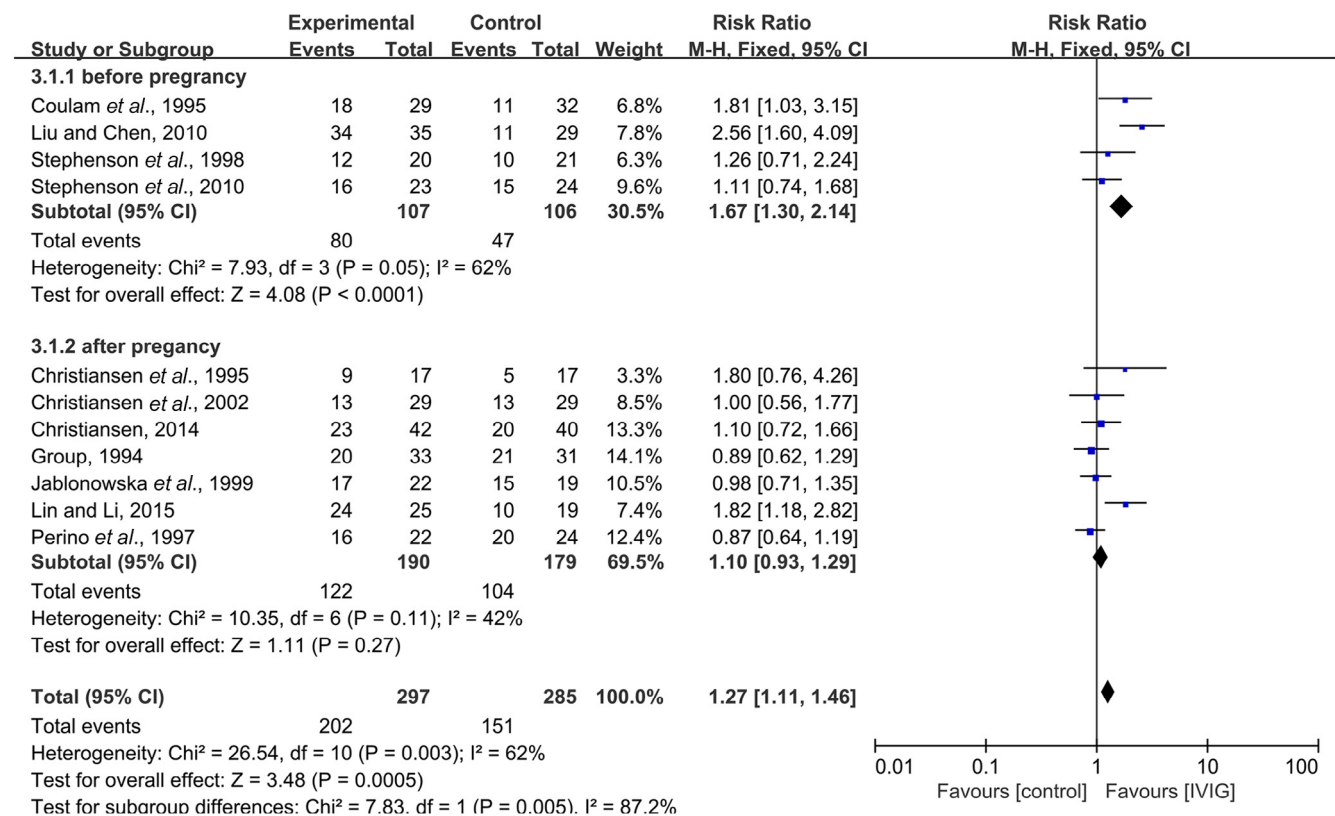 Experimental Control Risk Ratio Risk Ratio
Study or Subgroup Events Total Events Total Weight M-H, Fixed, 95% CI M-H, Fixed, 95% CI
3.1.1 before pregrancy
Coulam et al., 1995 18 29 11 32 6.8% 1.81 [1.03, 3.15]
Liu and Chen, 2010 34 35 11 29 7.8% 2.56 [1.60, 4.09]
Stephenson et al., 1998 12 20 10 21 6.3% 1.26 [0.71, 2.24]
Stephenson et al., 2010 16 23 15 24 9.6% 1.11 [0.74, 1.68]
Subtotal (95% CI) 107 106 30.5% 1.67 [1.30, 2.14]
Total events 80 47
Heterogeneity: Chi² = 7.93, df = 3 (P = 0.05); I² = 62%
Test for overall effect: Z = 4.08 (P < 0.0001)
3.1.2 after pregancy
Christiansen et al., 1995 9 17 5 17 3.3% 1.80 [0.76, 4.26]
Christiansen et al., 2002 13 29 13 29 8.5% 1.00 [0.56, 1.77]
Christiansen, 2014 23 42 20 40 13.3% 1.10 [0.72, 1.66]
Group, 1994 20 33 21 31 14.1% 0.89 [0.62, 1.29]
Jablonowska et al., 1999 17 22 15 19 10.5% 0.98 [0.71, 1.35]
Lin and Li, 2015 24 25 10 19 7.4% 1.82 [1.18, 2.82]
Perino et al., 1997 16 22 20 24 12.4% 0.87 [0.64, 1.19]
Subtotal (95% CI) 190 179 69.5% 1.10 [0.93, 1.29]
Total events 122 104
Heterogeneity: Chi² = 10.35, df = 6 (P = 0.11); I² = 42%
Test for overall effect: Z = 1.11 (P = 0.27)
Total (95% CI) 297 285 100.0% 1.27 [1.11, 1.46]
Total events 202 151
Heterogeneity: Chi² = 26.54, df = 10 (P = 0.003); I² = 62%
Test for overall effect: Z = 3.48 (P = 0.0005)
Test for subgroup differences: Chi² = 7.83, df = 1 (P = 0.005), I² = 87.2%
0.01 0.1 1 10 100
Favours [control] Favours [IVIG]